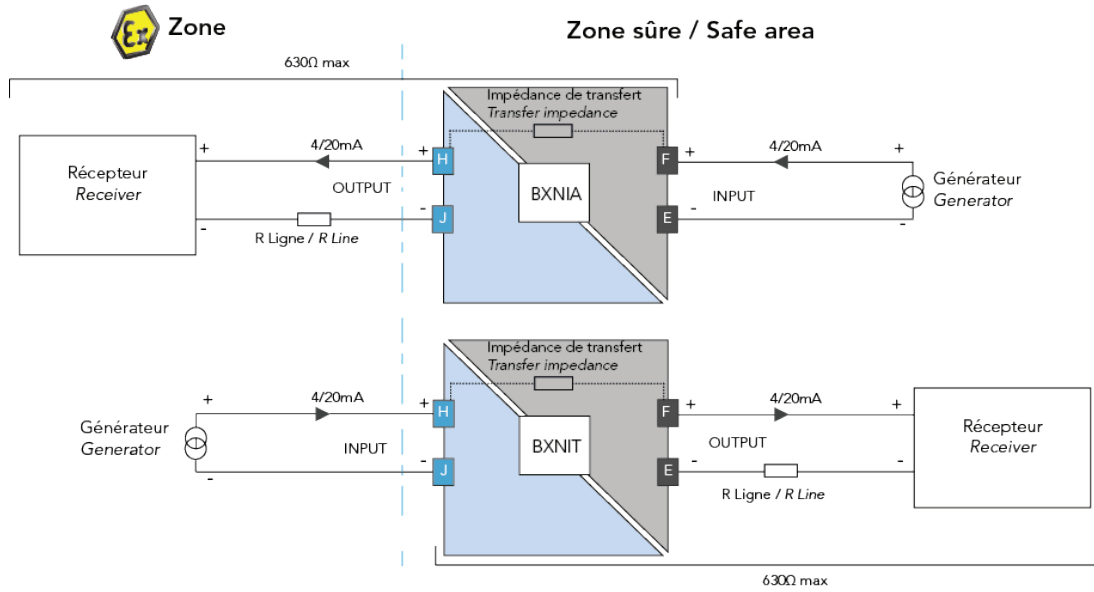 Ex Zone
Zone sûre / Safe area
630Ω max
Impédance de transfert
Transfer impedance
4/20mA
4/20mA
+
+
H
F
+
+
Récepteur
Receiver
OUTPUT
BXNIA
INPUT
Générateur
Generator
-
-
J
E
-
-
R Ligne / R Line
Impédance de transfert
Transfer impedance
4/20mA
4/20mA
+
+
H
F
+
+
Générateur
Generator
INPUT
BXNIT
OUTPUT
Récepteur
Receiver
-
-
J
E
-
-
R Ligne / R Line
630Ω max